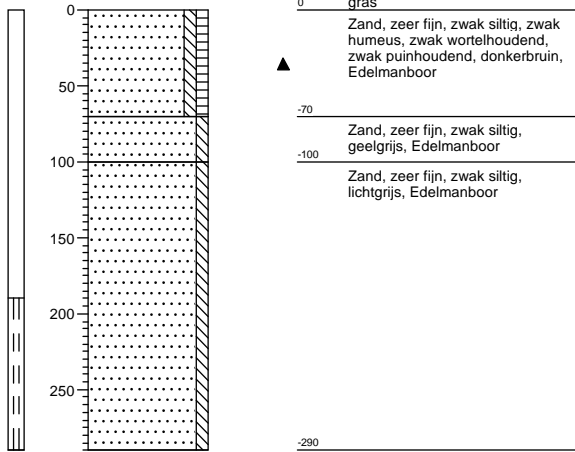 0
50
100
150
200
250
0
gras
Zand, zeer fijn, zwak siltig, zwak
humeus, zwak wortelhoudend,
zwak puinhoudend, donkerbruin,
Edelmanboor
-70
Zand, zeer fijn, zwak siltig,
geelgrijs, Edelmanboor
-100
Zand, zeer fijn, zwak siltig,
lichtgrijs, Edelmanboor
-290